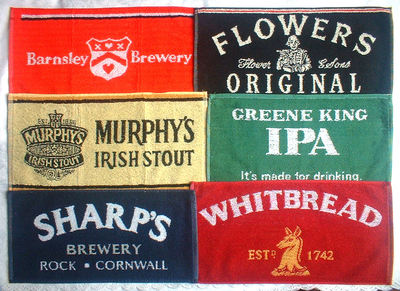 Barnsley Brewery
FLOWERS
Flower & Sons
ORIGINAL
MURPHY'S
IRISH STOUT
MURPHY'S
IRISH STOUT
GREENE KING
IPA
It's made for drinking.
SHARP'S
BREWERY
ROCK • CORNWALL
WHITBREAD
ESTD 1742